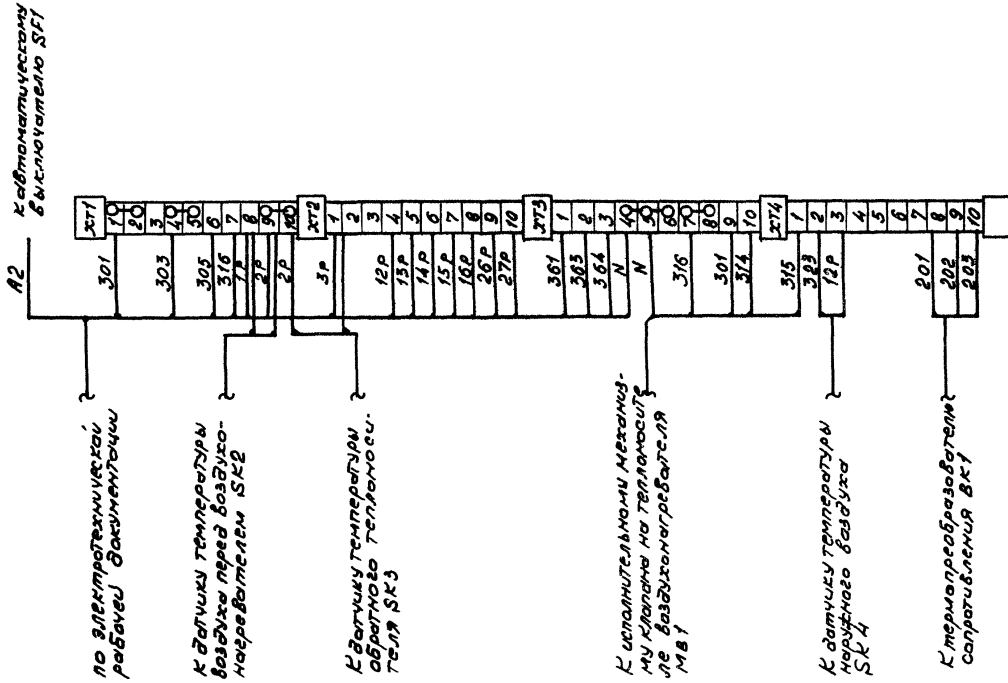 К автоматическому
выключателю SF1
А2
XT1
1
2
3
4
5
6
7
8
9
10
301
303
305
316
1Р
2Р
2Р
XT2
1
2
3
4
5
6
7
8
9
10
3Р
12Р
13Р
14Р
15Р
16Р
26Р
27Р
XT3
1
2
3
4
5
6
7
8
9
10
361
363
364
N
N
316
301
314
XT4
1
2
3
4
5
6
7
8
9
10
315
323
12Р
201
202
203
по электротехнической
рабочей документации
К датчику температуры
воздуха перед воздухо-
нагревателем SK2
К датчику температуры
обратного теплоноси-
теля SK3
К исполнительному механиз-
му клапана на теплоносите-
ле воздухонагревателя
МВ1
К датчику температуры
наружного воздуха
SK4
К термопреобразователю
сопротивления ВК1